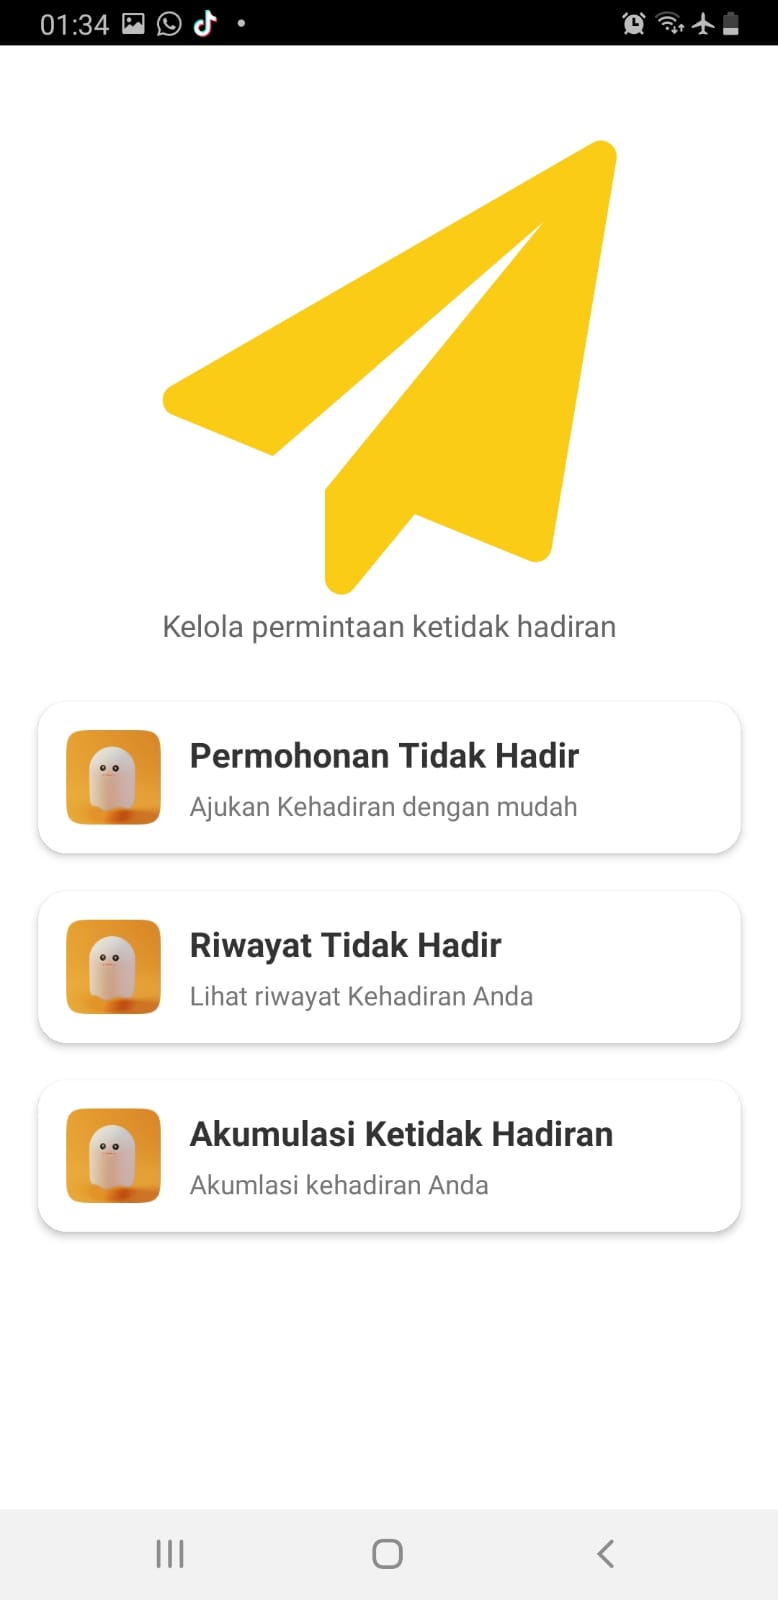 01:34
Kelola permintaan ketidak hadiran
Permohonan Tidak Hadir
Ajukan Kehadiran dengan mudah
Riwayat Tidak Hadir
Lihat riwayat Kehadiran Anda
Akumulasi Ketidak Hadiran
Akumlasi kehadiran Anda